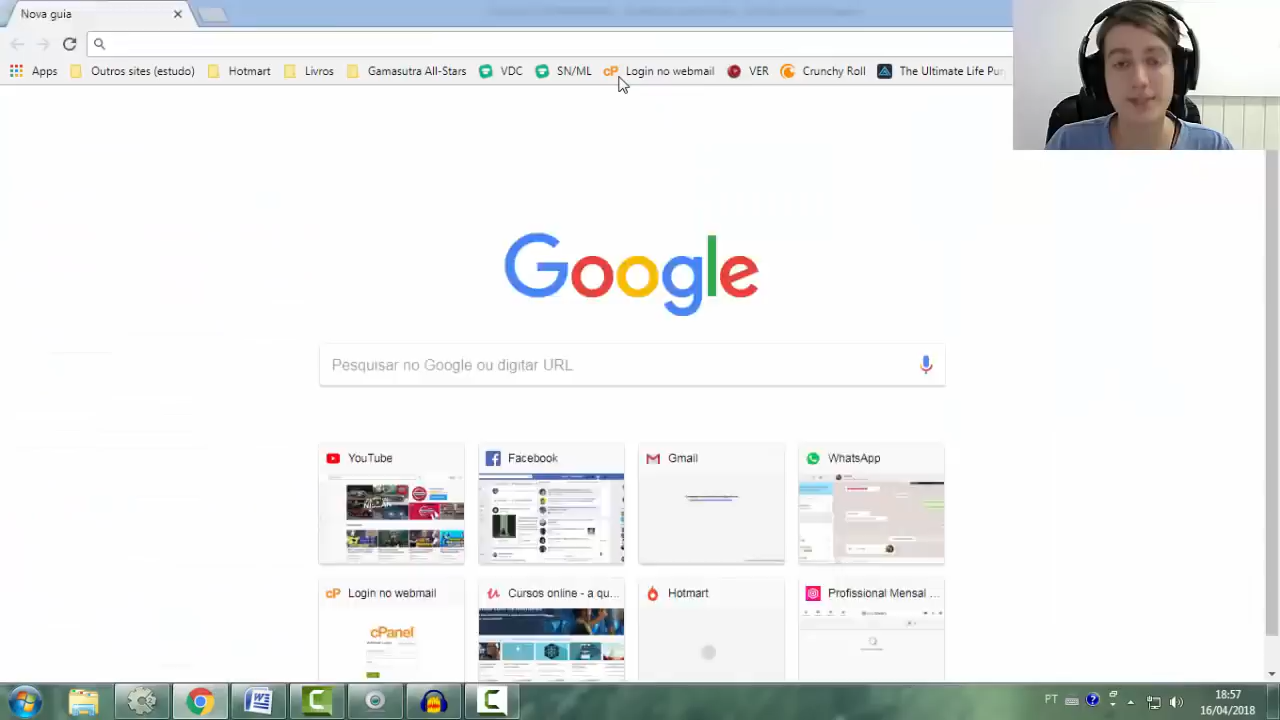 Nova guia
Apps Outros sites (estudo) Hotmart Livros Gamasutra All-Stars VDC SN/ML cP Login no webmail VER Crunchy Roll The Ultimate Life Pur
Google
Pesquisar no Google ou digitar URL
YouTube Facebook Gmail WhatsApp
cP Login no webmail Cursos online - a qu... Hotmart Profissional Mensal ...
cPanel
PT 18:57
16/04/2018